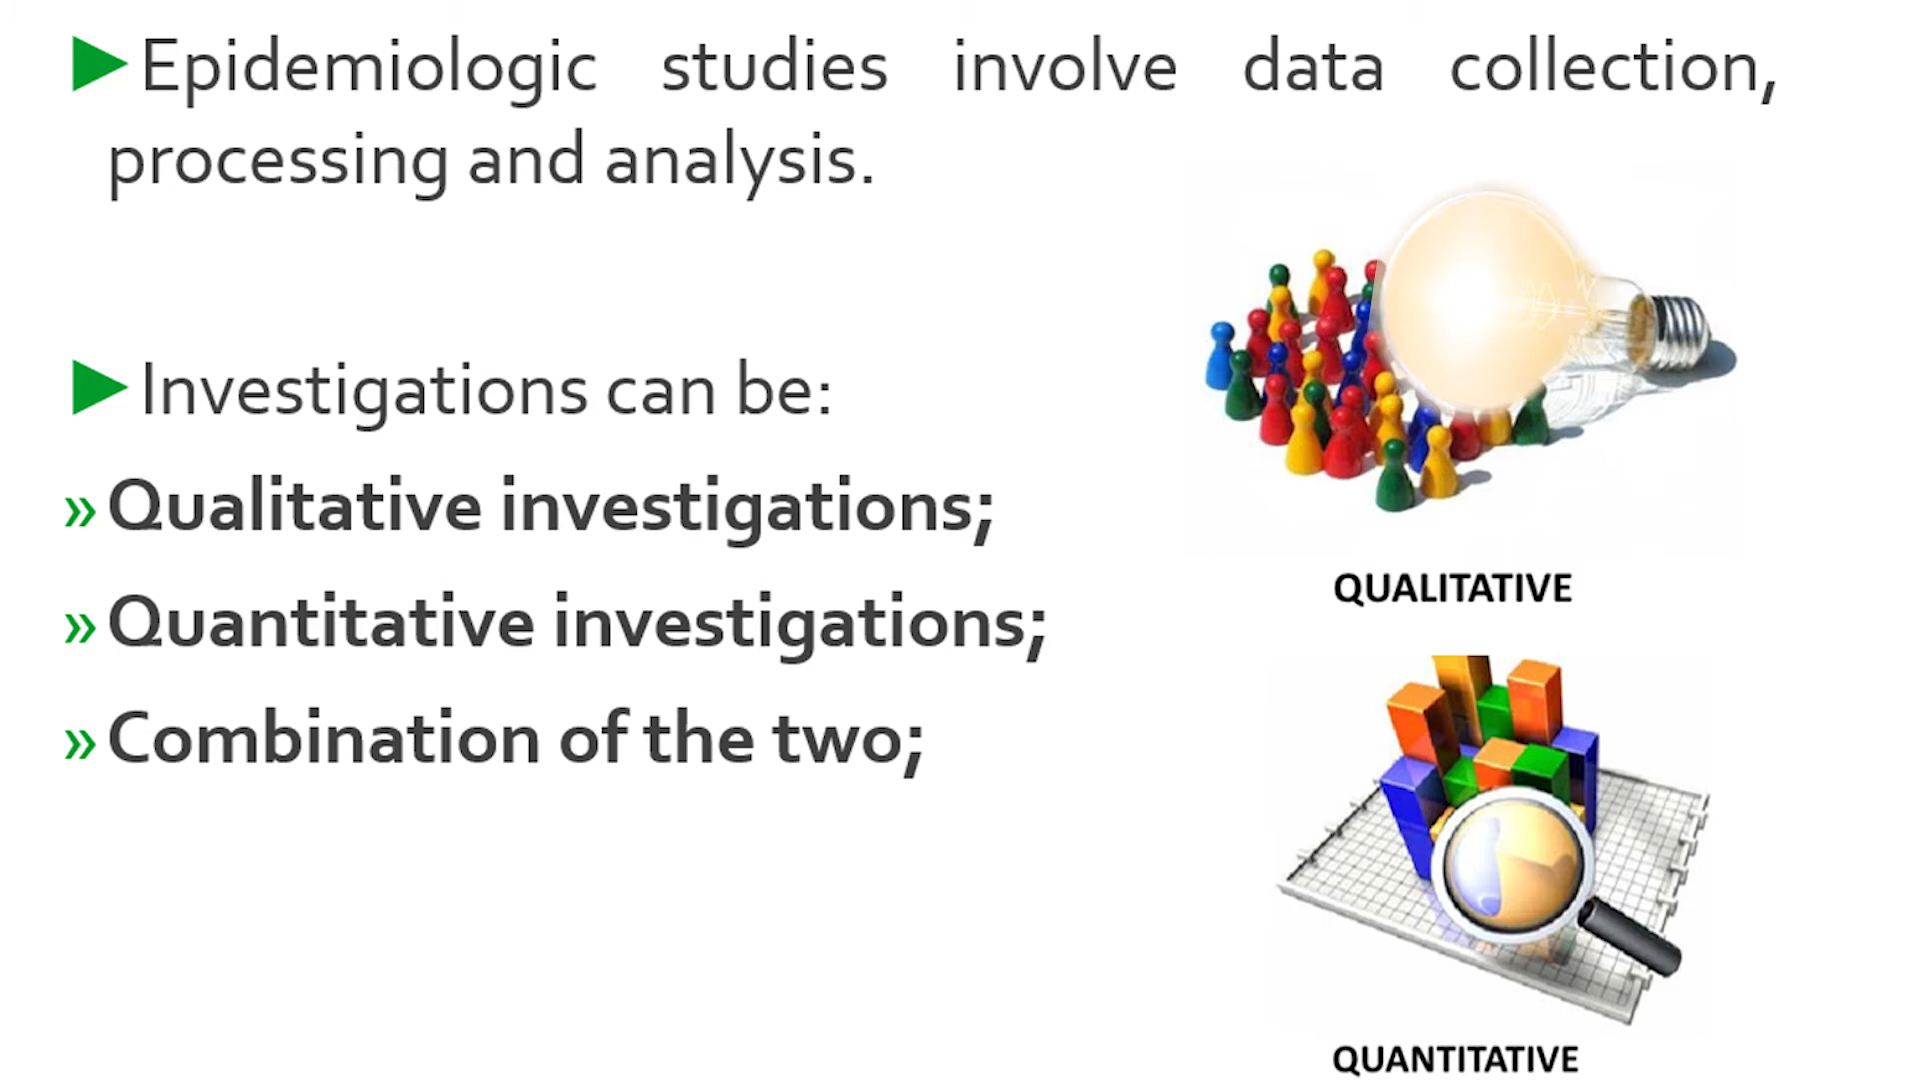 Epidemiologic studies involve data collection,
processing and analysis.
Investigations can be:
» Qualitative investigations;
» Quantitative investigations;
» Combination of the two;
QUALITATIVE
QUANTITATIVE